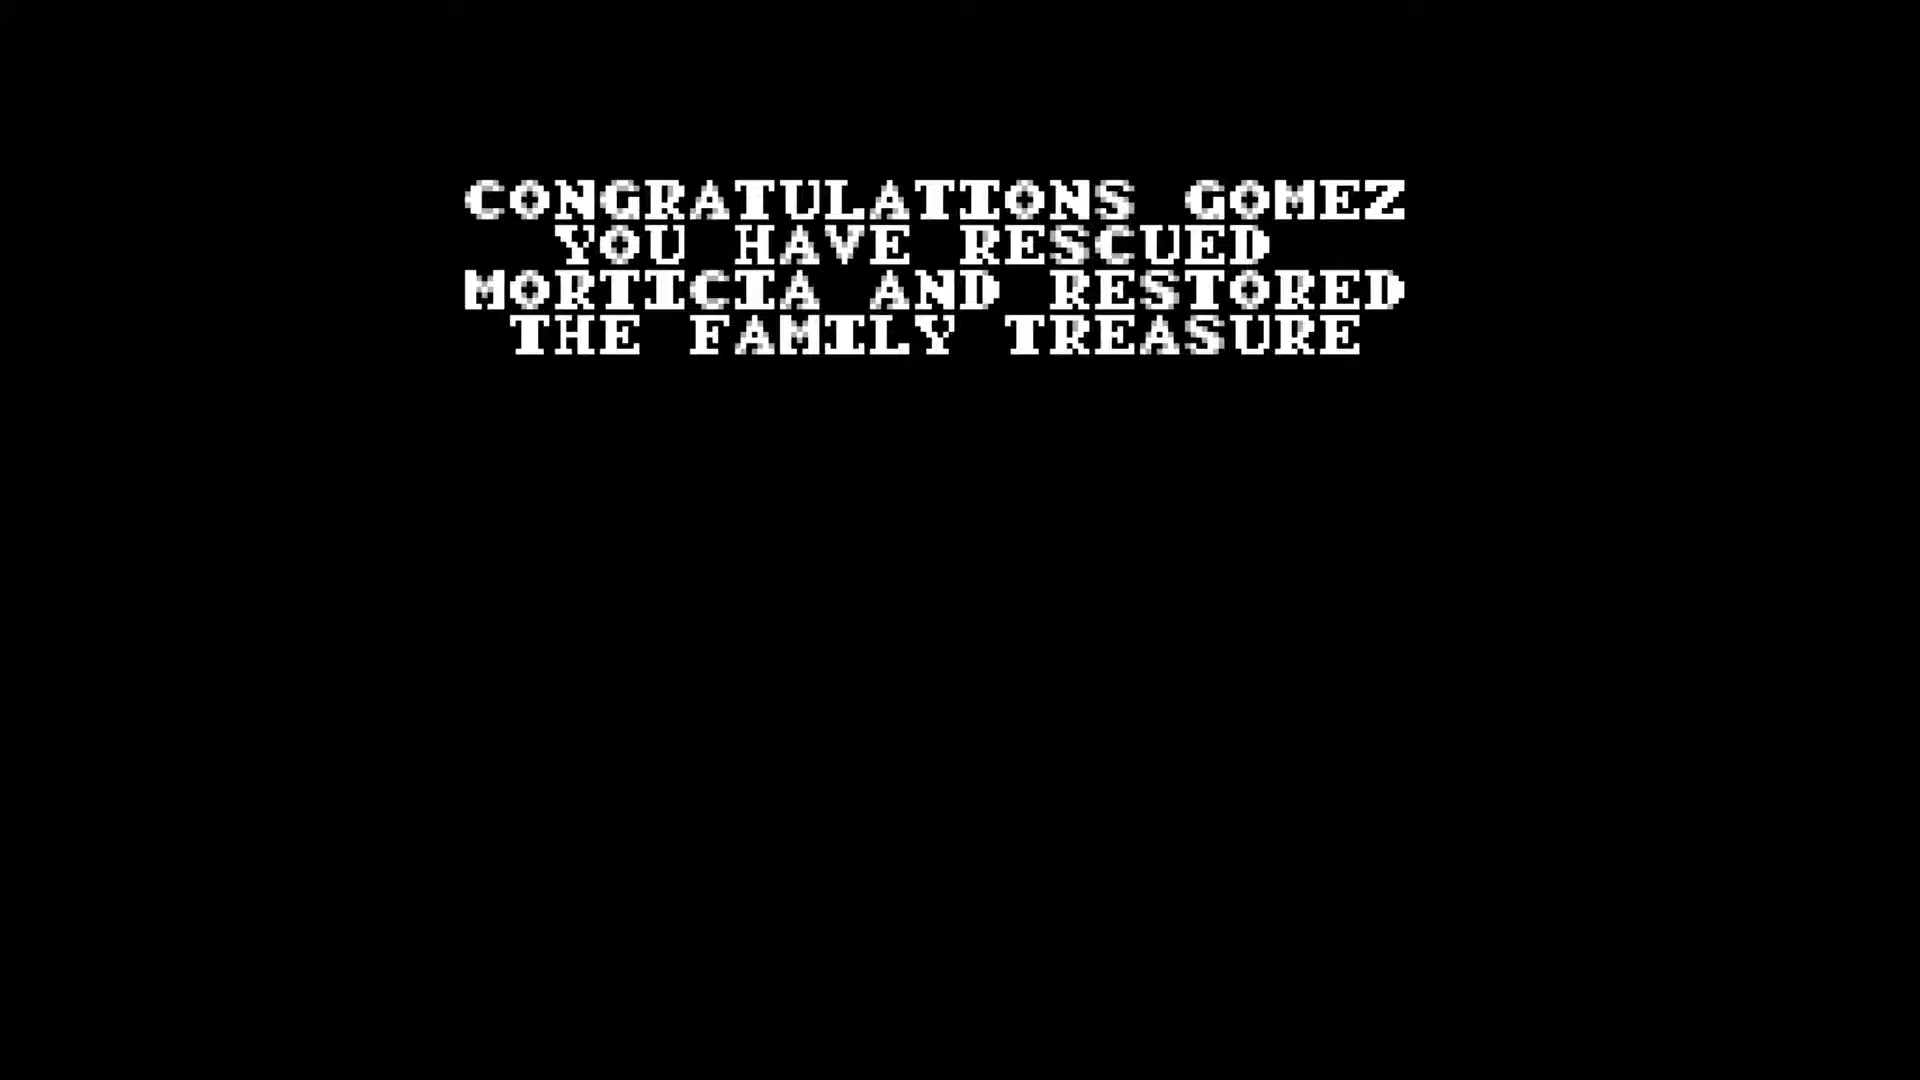 CONGRATULATIONS GOMEZ
YOU HAVE RESCUED
MORTICIA AND RESTORED
THE FAMILY TREASURE